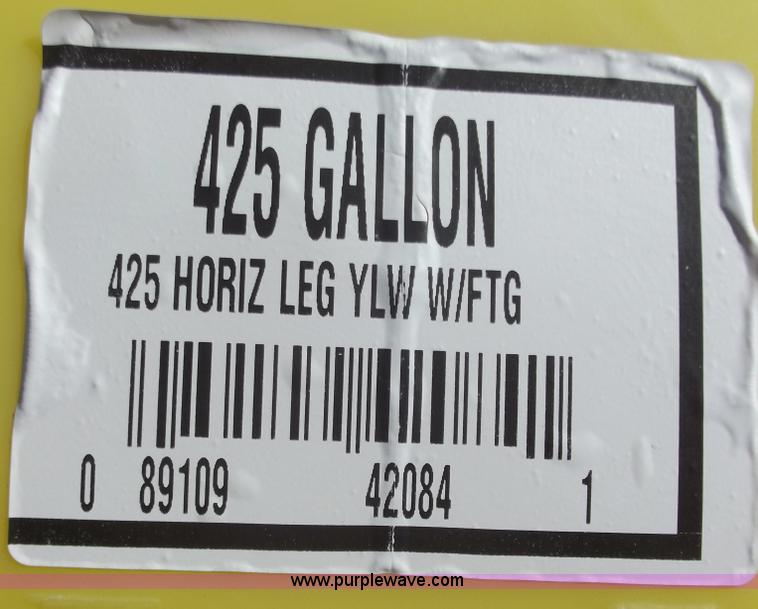 425 GALLON
425 HORIZ LEG YLW W/FTG
0 89109 42084 1
www.purplewave.com